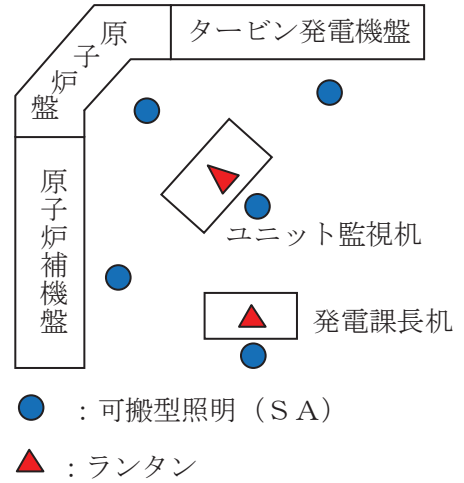 原子炉盤
タービン発電機盤
原子炉補機盤
ユニット監視机
発電課長机
：可搬型照明（ＳＡ）
：ランタン